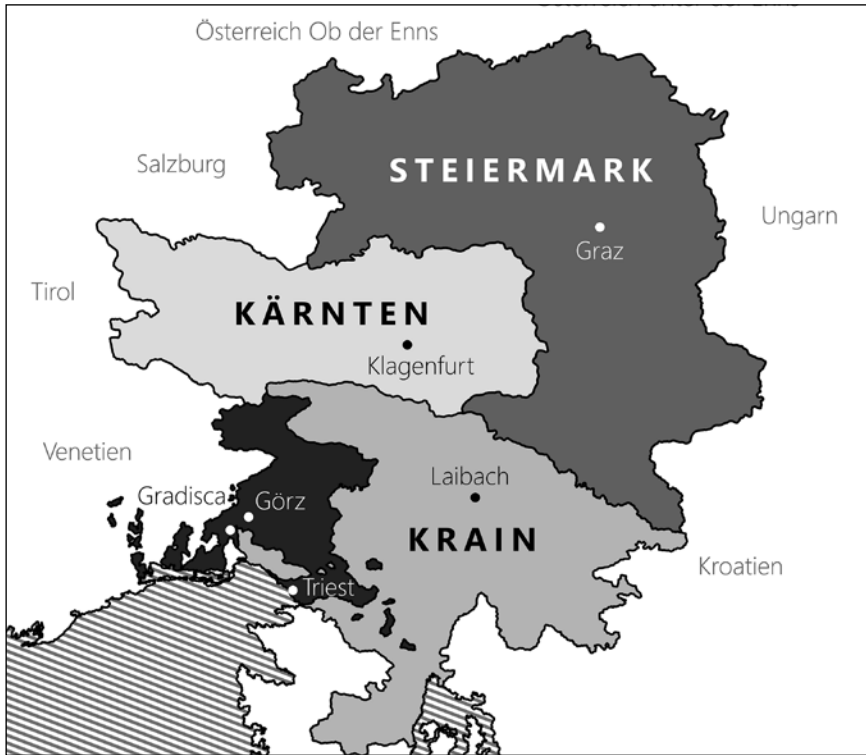 Österreich Ob der Enns
Salzburg
STEIERMARK
Ungarn
Graz
Tirol
KÄRNTEN
Klagenfurt
Venetien
Laibach
Gradisca
Görz
KRAIN
Kroatien
Triest